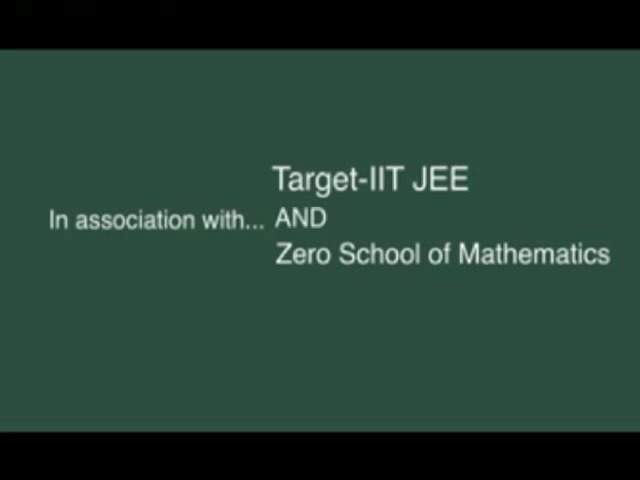 Target-IIT JEE
In association with... AND
Zero School of Mathematics